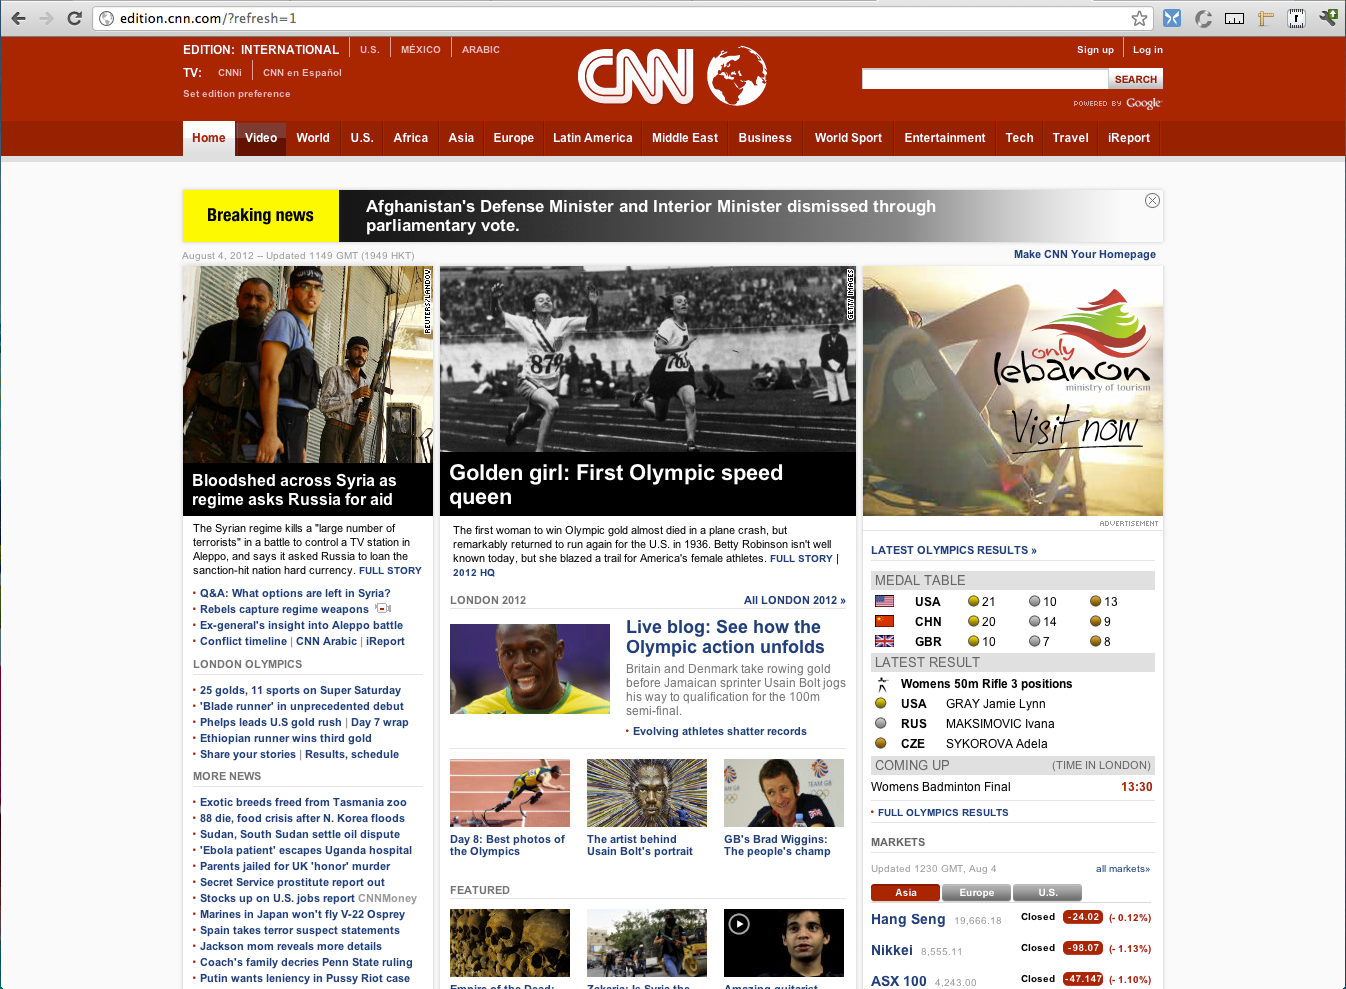 edition.cnn.com/?refresh=1
EDITION: INTERNATIONAL
U.S.
MÉXICO
ARABIC
TV:
CNNi
CNN en Español
Set edition preference
CNN
Sign up
Log in
SEARCH
POWERED BY Google
Home
Video
World
U.S.
Africa
Asia
Europe
Latin America
Middle East
Business
World Sport
Entertainment
Tech
Travel
iReport
Breaking news
Afghanistan's Defense Minister and Interior Minister dismissed through
parliamentary vote.
August 4, 2012 -- Updated 1149 GMT (1949 HKT)
Make CNN Your Homepage
REUTERS/LANDOV
Bloodshed across Syria as
regime asks Russia for aid
The Syrian regime kills a "large number of
terrorists" in a battle to control a TV station in
Aleppo, and says it asked Russia to loan the
sanction-hit nation hard currency. FULL STORY
Q&A: What options are left in Syria?
Rebels capture regime weapons
Ex-general's insight into Aleppo battle
Conflict timeline | CNN Arabic | iReport
LONDON OLYMPICS
25 golds, 11 sports on Super Saturday
'Blade runner' in unprecedented debut
Phelps leads U.S gold rush | Day 7 wrap
Ethiopian runner wins third gold
Share your stories | Results, schedule
MORE NEWS
Exotic breeds freed from Tasmania zoo
88 die, food crisis after N. Korea floods
Sudan, South Sudan settle oil dispute
'Ebola patient' escapes Uganda hospital
Parents jailed for UK 'honor' murder
Secret Service prostitute report out
Stocks up on U.S. jobs report CNNMoney
Marines in Japan won't fly V-22 Osprey
Spain takes terror suspect statements
Jackson mom reveals more details
Coach's family decries Penn State ruling
Putin wants leniency in Pussy Riot case
GETTY IMAGES
879
763
Golden girl: First Olympic speed
queen
The first woman to win Olympic gold almost died in a plane crash, but
remarkably returned to run again for the U.S. in 1936. Betty Robinson isn't well
known today, but she blazed a trail for America's female athletes. FULL STORY |
2012 HQ
LONDON 2012
All LONDON 2012 »
Live blog: See how the
Olympic action unfolds
Britain and Denmark take rowing gold
before Jamaican sprinter Usain Bolt jogs
his way to qualification for the 100m
semi-final.
Evolving athletes shatter records
Day 8: Best photos of
the Olympics
The artist behind
Usain Bolt's portrait
GB's Brad Wiggins:
The people's champ
FEATURED
Empire of the Dead:
Zakaria: Is Syria the
Amazing guitarist
only
lebanon
ministry of tourism
Visit now
ADVERTISEMENT
LATEST OLYMPICS RESULTS »
MEDAL TABLE
USA 21 10 13
CHN 20 14 9
GBR 10 7 8
LATEST RESULT
Womens 50m Rifle 3 positions
USA GRAY Jamie Lynn
RUS MAKSIMOVIC Ivana
CZE SYKOROVA Adela
COMING UP (TIME IN LONDON)
Womens Badminton Final 13:30
FULL OLYMPICS RESULTS
MARKETS
Updated 1230 GMT, Aug 4
all markets»
Asia
Europe
U.S.
Hang Seng 19,666.18 Closed -24.02 (- 0.12%)
Nikkei 8,555.11 Closed -98.07 (- 1.13%)
ASX 100 4,243.00 Closed -47.147 (- 1.10%)